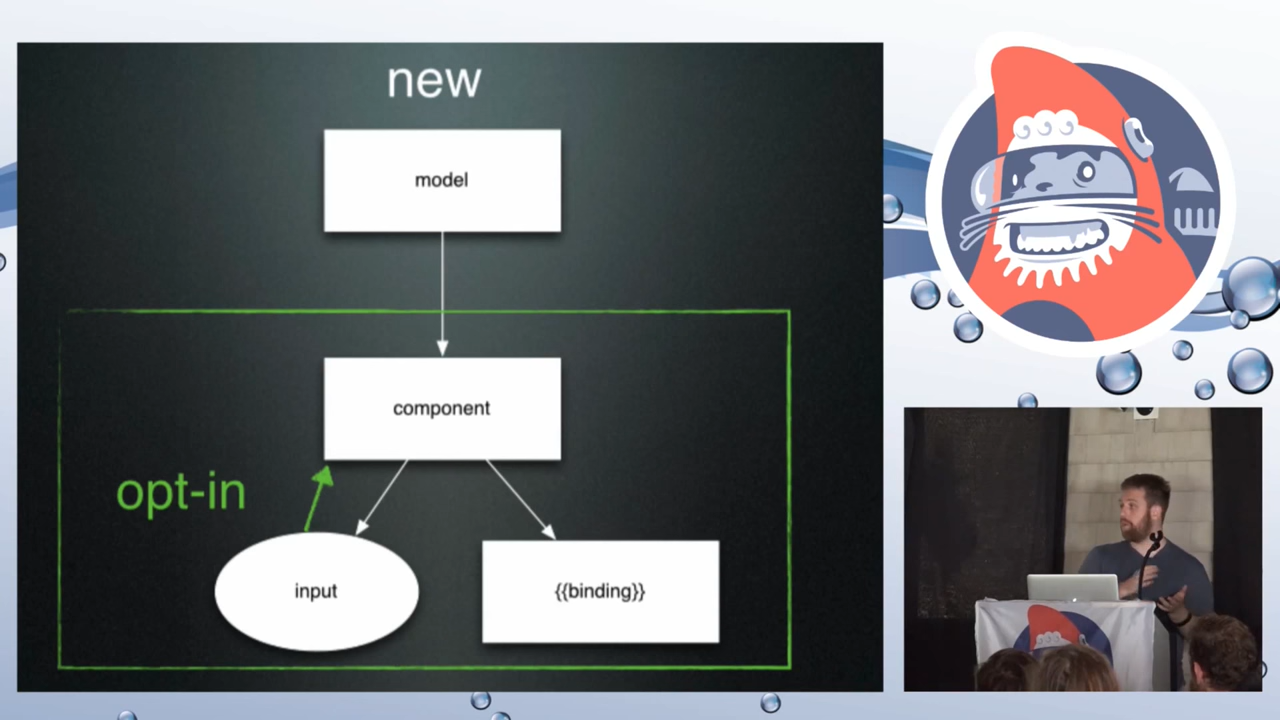 new
model
component
opt-in
input
{{binding}}